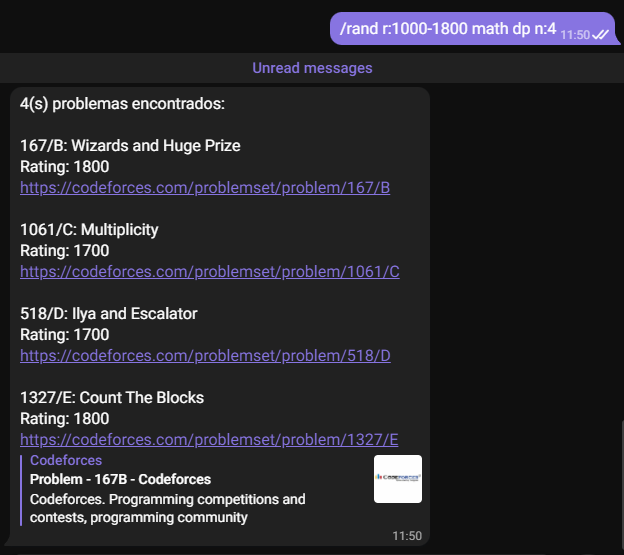 /rand r:1000-1800 math dp n:4 11:50
Unread messages
4(s) problemas encontrados:
167/B: Wizards and Huge Prize
Rating: 1800
https://codeforces.com/problemset/problem/167/B
1061/C: Multiplicity
Rating: 1700
https://codeforces.com/problemset/problem/1061/C
518/D: Ilya and Escalator
Rating: 1700
https://codeforces.com/problemset/problem/518/D
1327/E: Count The Blocks
Rating: 1800
https://codeforces.com/problemset/problem/1327/E
Codeforces
Problem - 167B - Codeforces
CODEFORCES
Codeforces. Programming competitions and
contests, programming community
11:50